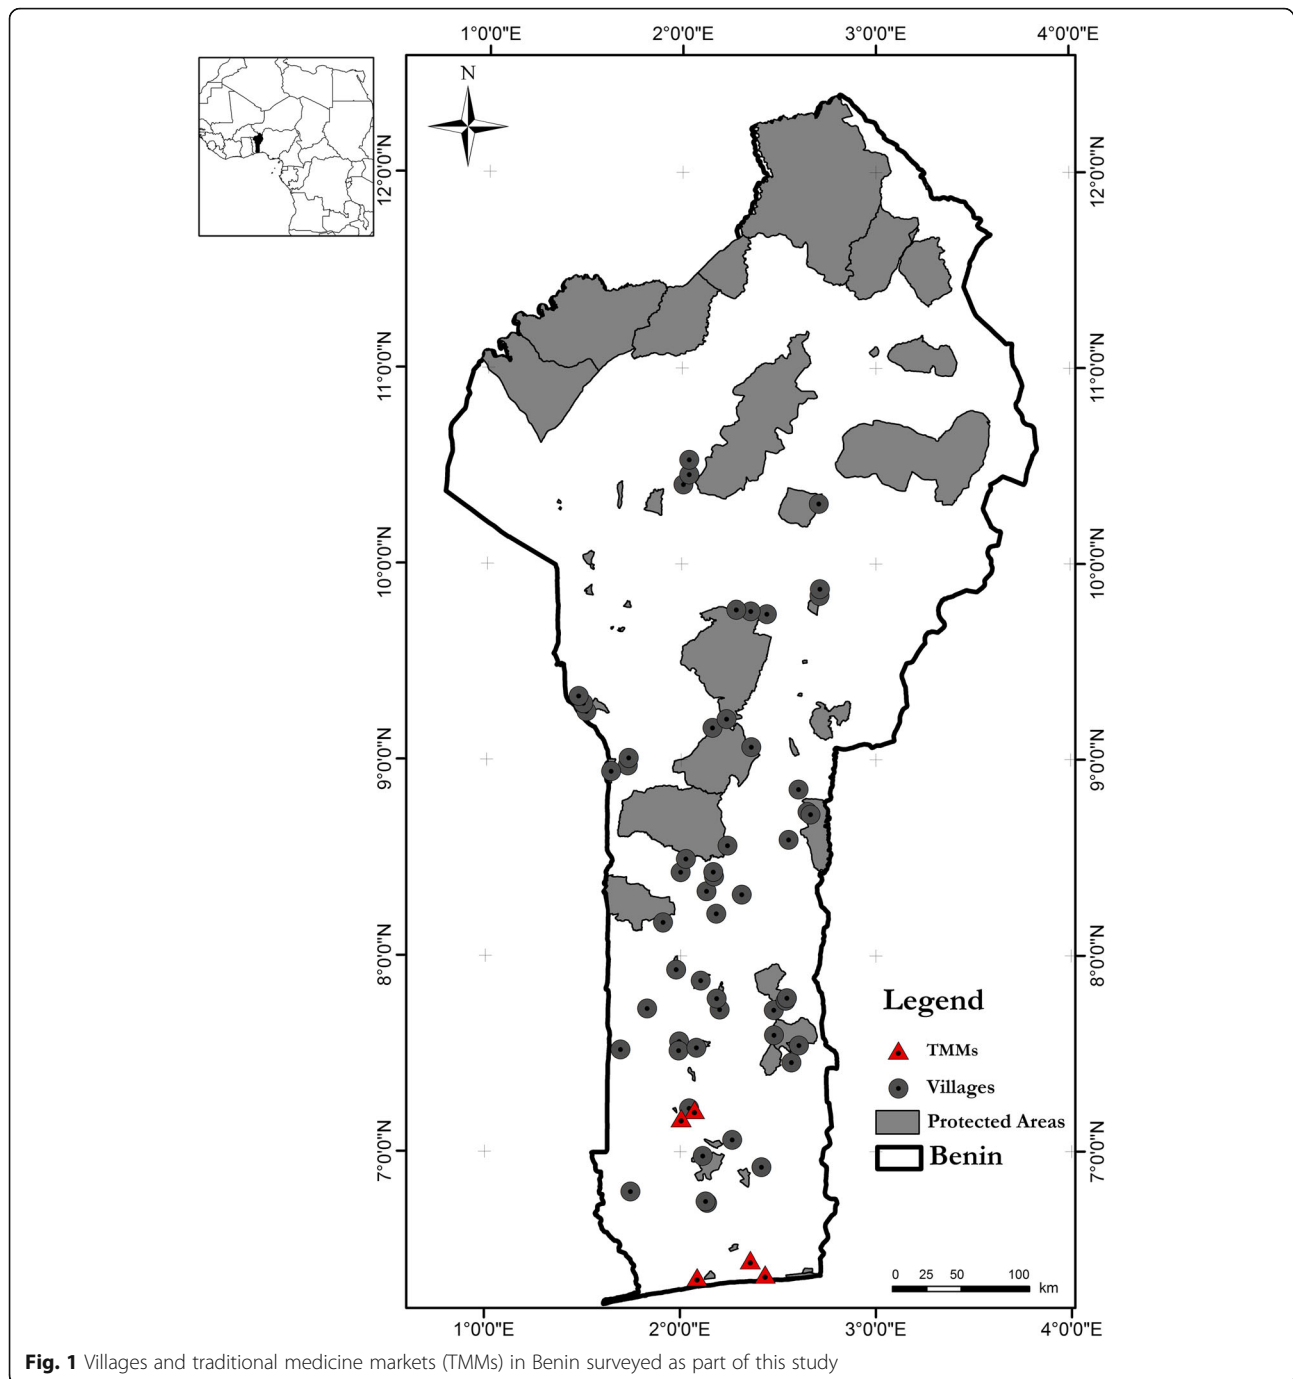 1°0'0"E 2°0'0"E 3°0'0"E 4°0'0"E
N
12°0'0"N 12°0'0"N
11°0'0"N 11°0'0"N
10°0'0"N 10°0'0"N
9°0'0"N 9°0'0"N
8°0'0"N 8°0'0"N
Legend
TMMs
Villages
Protected Areas
Benin
7°0'0"N 7°0'0"N
0 25 50 100
km
1°0'0"E 2°0'0"E 3°0'0"E 4°0'0"E
Fig. 1 Villages and traditional medicine markets (TMMs) in Benin surveyed as part of this study